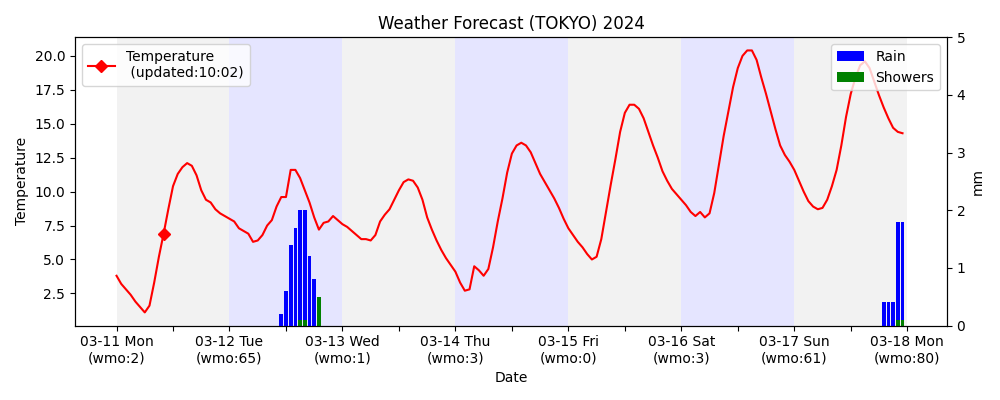 Weather Forecast (TOKYO) 2024
Temperature
(updated:10:02)
Rain
Showers
Temperature
20.0
17.5
15.0
12.5
10.0
7.5
5.0
2.5
5
4
3
2
1
0
mm
03-11 Mon
(wmo:2)
03-12 Tue
(wmo:65)
03-13 Wed
(wmo:1)
03-14 Thu
(wmo:3)
03-15 Fri
(wmo:0)
03-16 Sat
(wmo:3)
03-17 Sun
(wmo:61)
03-18 Mon
(wmo:80)
Date